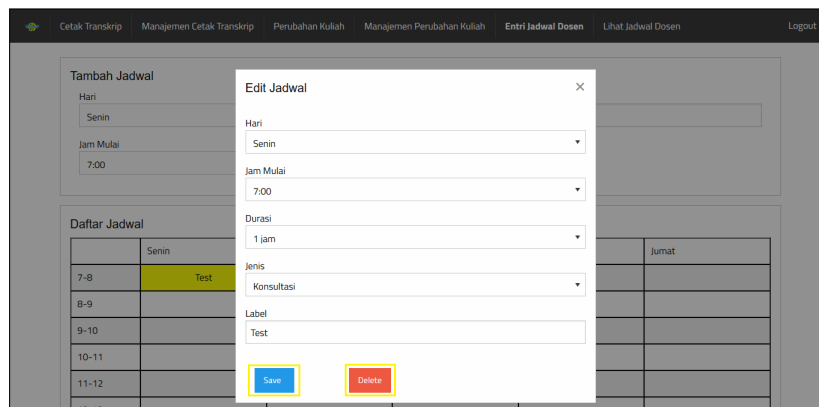 Cetak Transkrip Manajemen Cetak Transkrip Perubahan Kuliah Manajemen Perubahan Kuliah Entri Jadwal Dosen Lihat Jadwal Dosen Logout
Tambah Jadwal
Hari
Senin
Jam Mulai
7:00
Edit Jadwal ×
Hari
Senin
Jam Mulai
7:00
Durasi
1 jam
Jenis
Konsultasi
Label
Test
Save Delete
Daftar Jadwal
Senin Jumat
7-8 Test
8-9
9-10
10-11
11-12